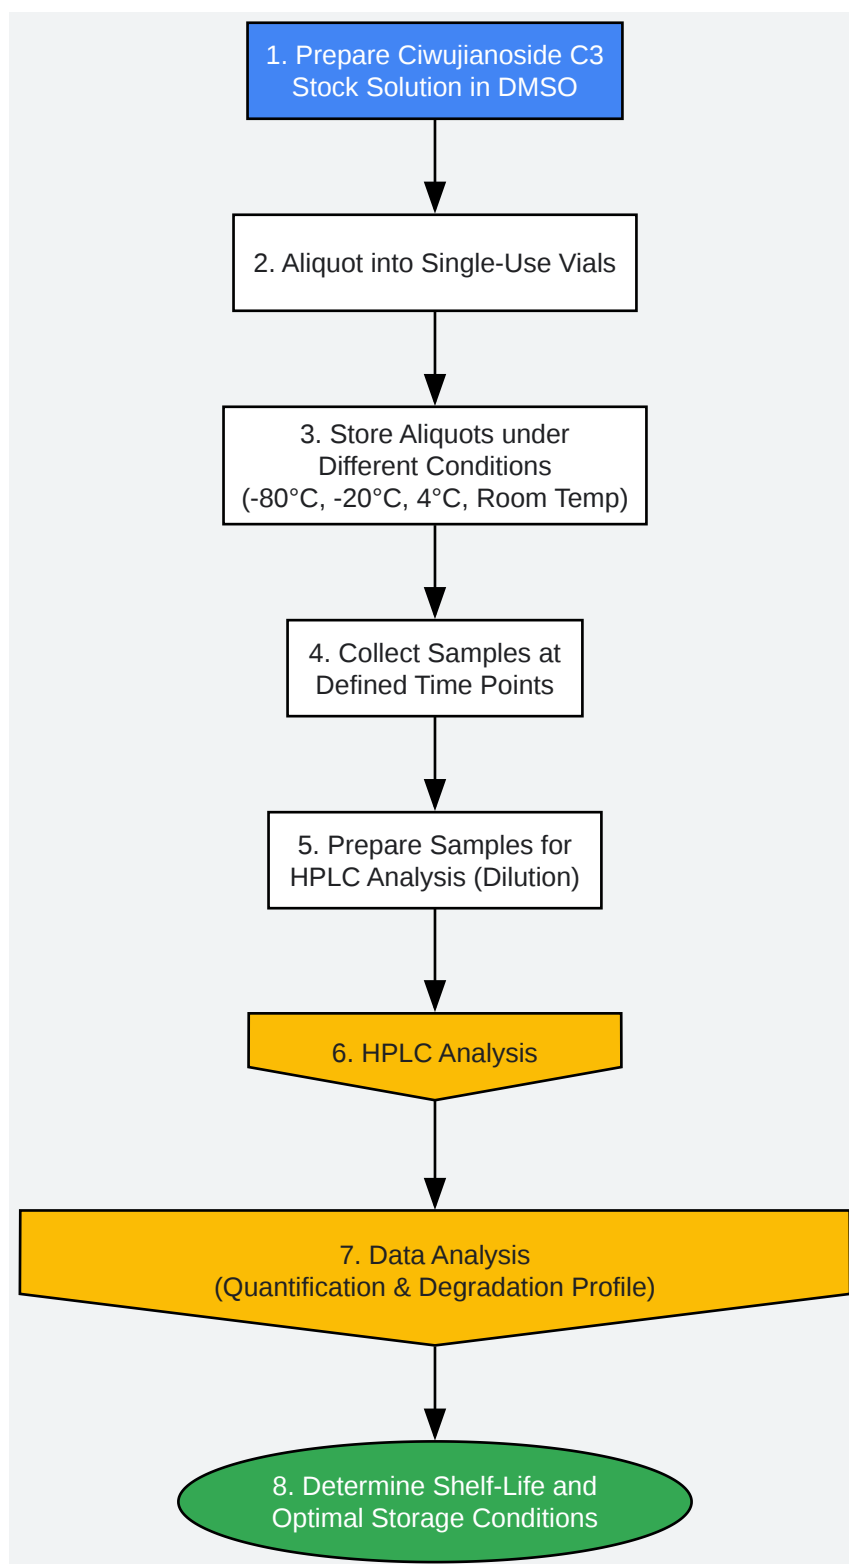 1. Prepare Ciwujianoside C3
Stock Solution in DMSO
2. Aliquot into Single-Use Vials
3. Store Aliquots under
Different Conditions
(-80°C, -20°C, 4°C, Room Temp)
4. Collect Samples at
Defined Time Points
5. Prepare Samples for
HPLC Analysis (Dilution)
6. HPLC Analysis
7. Data Analysis
(Quantification & Degradation Profile)
8. Determine Shelf-Life and
Optimal Storage Conditions